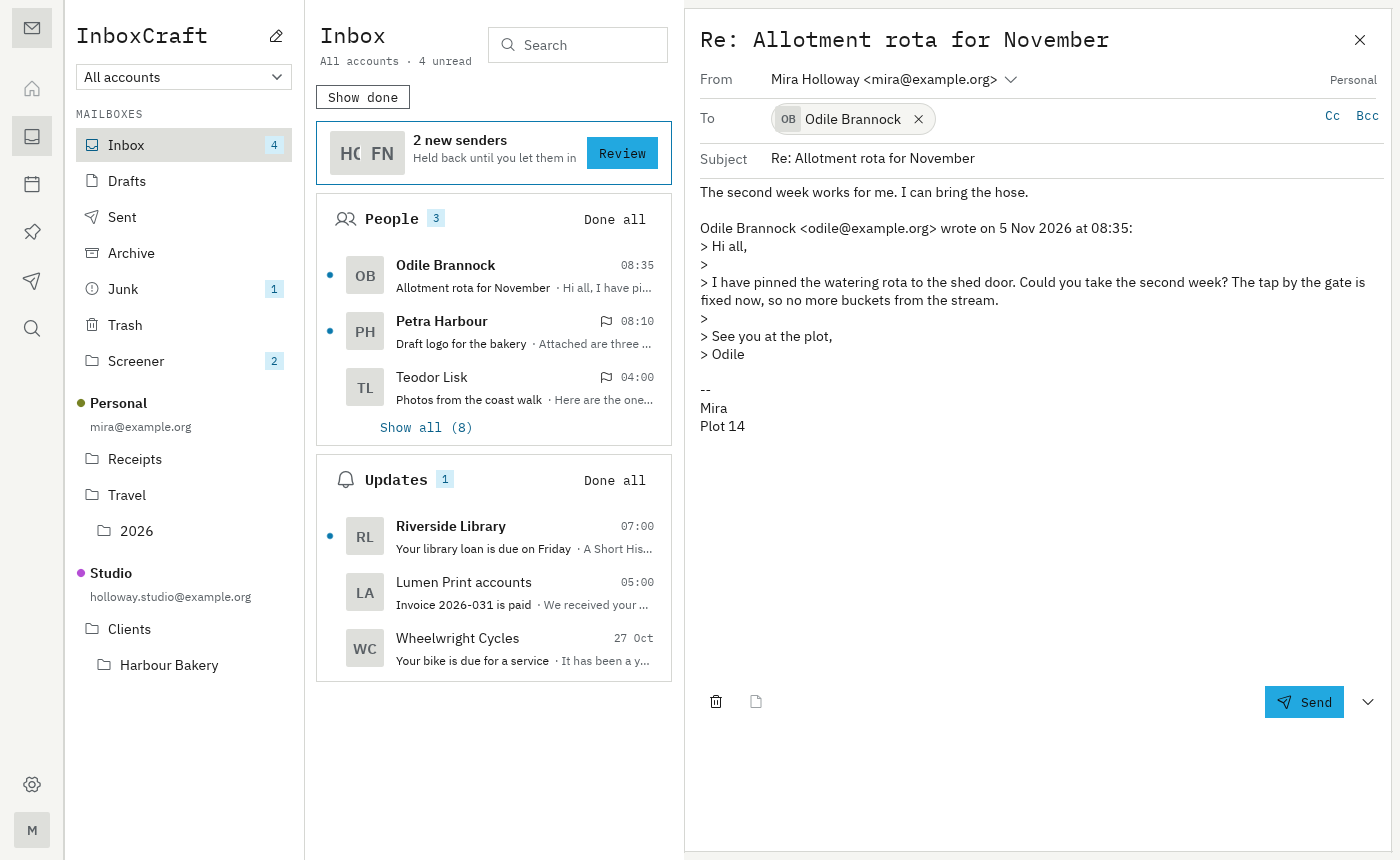 InboxCraft
All accounts
MAILBOXES
Inbox 4
Drafts
Sent
Archive
Junk 1
Trash
Screener 2
Personal
mira@example.org
Receipts
Travel
2026
Studio
holloway.studio@example.org
Clients
Harbour Bakery
M
Inbox
All accounts · 4 unread
Search
Show done
FN
2 new senders
Held back until you let them in
Review
People 3 Done all
OB Odile Brannock 08:35
Allotment rota for November · Hi all, I have pi…
PH Petra Harbour 08:10
Draft logo for the bakery · Attached are three …
TL Teodor Lisk 04:00
Photos from the coast walk · Here are the one…
Show all (8)
Updates 1 Done all
RL Riverside Library 07:00
Your library loan is due on Friday · A Short His…
LA Lumen Print accounts 05:00
Invoice 2026-031 is paid · We received your …
WC Wheelwright Cycles 27 Oct
Your bike is due for a service · It has been a y…
Re: Allotment rota for November
From Mira Holloway <mira@example.org> Personal
To OB Odile Brannock Cc Bcc
Subject Re: Allotment rota for November
The second week works for me. I can bring the hose.
Odile Brannock <odile@example.org> wrote on 5 Nov 2026 at 08:35:
> Hi all,
>
> I have pinned the watering rota to the shed door. Could you take the second week? The tap by the gate is
fixed now, so no more buckets from the stream.
>
> See you at the plot,
> Odile
--
Mira
Plot 14
Send